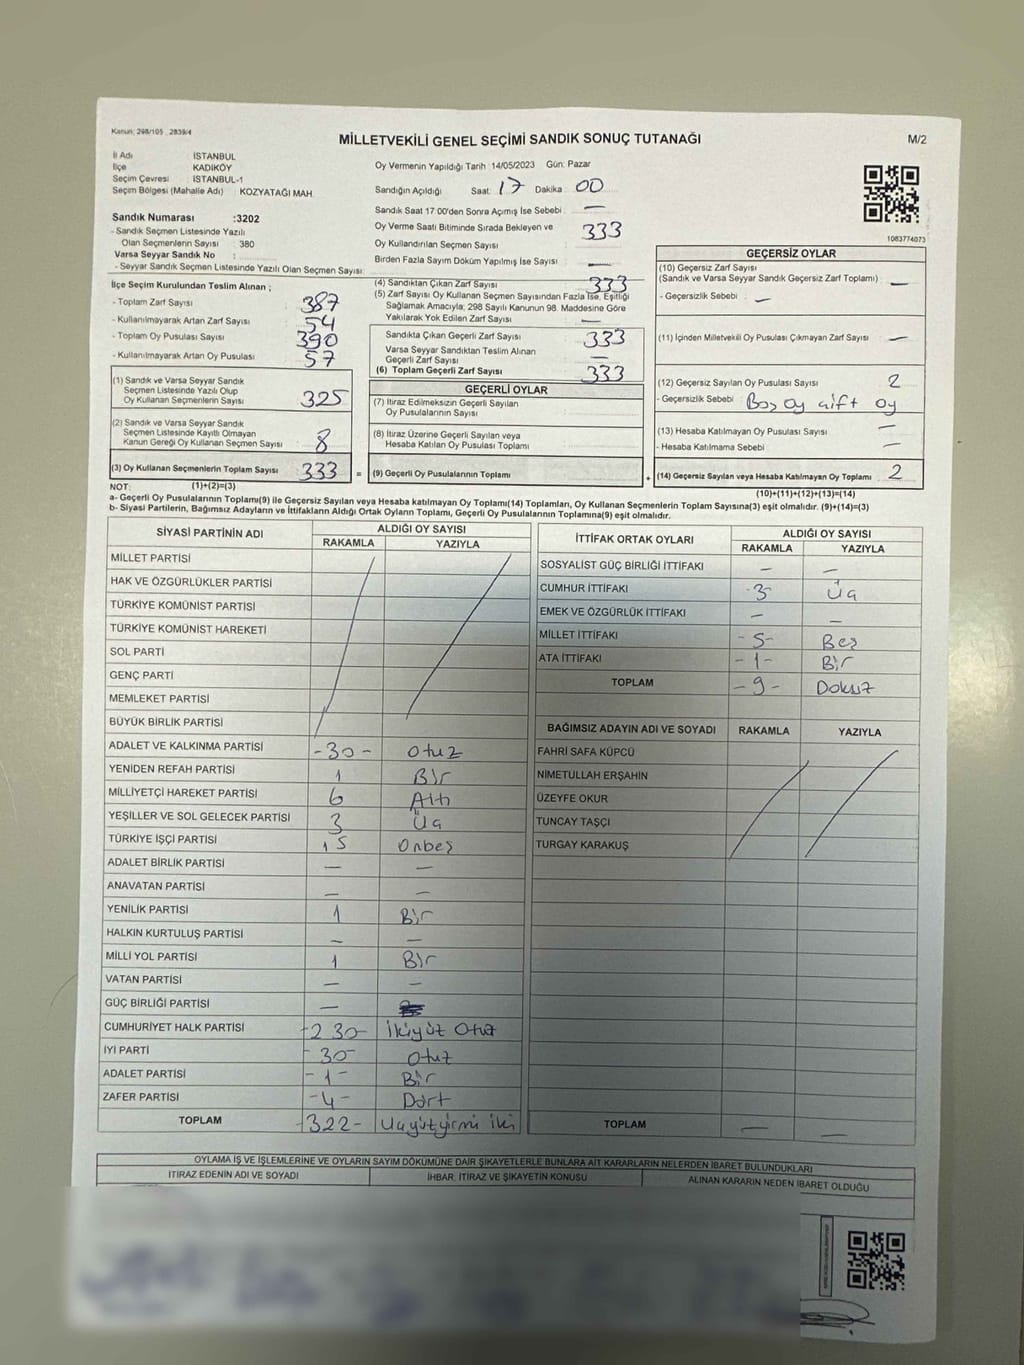 Kanun: 298/105 , 2839/4
MİLLETVEKİLİ GENEL SEÇİMİ SANDIK SONUÇ TUTANAĞI
M/2
İl Adı İSTANBUL
İlçe KADIKÖY
Seçim Çevresi : İSTANBUL-1
Seçim Bölgesi (Mahalle Adı) : KOZYATAĞI MAH
Oy Vermenin Yapıldığı Tarih : 14/05/2023 Gün: Pazar
Sandığın Açıldığı Saat: 17 Dakika : 00
Sandık Saat 17:00'den Sonra Açımış İse Sebebi : —
Oy Verme Saati Bitiminde Sırada Bekleyen ve
Oy Kullandırılan Seçmen Sayısı : 333
Birden Fazla Sayım Döküm Yapılmış İse Sayısı : —
1083774073
Sandık Numarası :3202
- Sandık Seçmen Listesinde Yazılı
Olan Seçmenlerin Sayısı : 380
Varsa Seyyar Sandık No :
- Seyyar Sandık Seçmen Listesinde Yazılı Olan Seçmen Sayısı:
İlçe Seçim Kurulundan Teslim Alınan ;
- Toplam Zarf Sayısı : 387
- Kullanılmayarak Artan Zarf Sayısı : 54
- Toplam Oy Pusulası Sayısı : 390
- Kullanılmayarak Artan Oy Pusulası : 57
(1) Sandık ve Varsa Seyyar Sandık
Seçmen Listesinde Yazılı Olup
Oy Kullanan Seçmenlerin Sayısı : 325
(2) Sandık ve Varsa Seyyar Sandık
Seçmen Listesinde Kayıtlı Olmayan
Kanun Gereği Oy Kullanan Seçmen Sayısı : 8
(3) Oy Kullanan Seçmenlerin Toplam Sayısı : 333 =
(4) Sandıktan Çıkan Zarf Sayısı : 333
(5) Zarf Sayısı Oy Kullanan Seçmen Sayısından Fazla İse, Eşitliği
Sağlamak Amacıyla; 298 Sayılı Kanunun 98. Maddesine Göre
Yakılarak Yok Edilen Zarf Sayısı : —
Sandıkta Çıkan Geçerli Zarf Sayısı : 333
Varsa Seyyar Sandıktan Teslim Alınan
Geçerli Zarf Sayısı : —
(6) Toplam Geçerli Zarf Sayısı : 333
GEÇERLİ OYLAR
(7) İtiraz Edilmeksizin Geçerli Sayılan
Oy Pusulalarının Sayısı :
(8) İtiraz Üzerine Geçerli Sayılan veya
Hesaba Katılan Oy Pusulası Toplamı :
(9) Geçerli Oy Pusulalarının Toplamı : +
GEÇERSİZ OYLAR
(10) Geçersiz Zarf Sayısı
(Sandık ve Varsa Seyyar Sandık Geçersiz Zarf Toplamı) : —
- Geçersizlik Sebebi : —
(11) İçinden Milletvekili Oy Pusulası Çıkmayan Zarf Sayısı : —
(12) Geçersiz Sayılan Oy Pusulası Sayısı : 2
- Geçersizlik Sebebi : Boş oy çift oy
(13) Hesaba Katılmayan Oy Pusulası Sayısı : —
- Hesaba Katılmama Sebebi : —
(14) Geçersiz Sayılan veya Hesaba Katılmayan Oy Toplamı : 2
NOT: (1)+(2)=(3)
(10)+(11)+(12)+(13)=(14)
a- Geçerli Oy Pusulalarının Toplamı(9) ile Geçersiz Sayılan veya Hesaba katılmayan Oy Toplamı(14) Toplamları, Oy Kullanan Seçmenlerin Toplam Sayısına(3) eşit olmalıdır. (9)+(14)=(3)
b- Siyasi Partilerin, Bağımsız Adayların ve İttifakların Aldığı Ortak Oyların Toplamı, Geçerli Oy Pusulalarının Toplamına(9) eşit olmalıdır.
SİYASİ PARTİNİN ADI ALDIĞI OY SAYISI
RAKAMLA YAZIYLA
MİLLET PARTİSİ
HAK VE ÖZGÜRLÜKLER PARTİSİ
TÜRKİYE KOMÜNİST PARTİSİ
TÜRKİYE KOMÜNİST HAREKETİ
SOL PARTİ
GENÇ PARTİ
MEMLEKET PARTİSİ
BÜYÜK BİRLİK PARTİSİ
ADALET VE KALKINMA PARTİSİ -30- otuz
YENİDEN REFAH PARTİSİ 1 Bir
MİLLİYETÇİ HAREKET PARTİSİ 6 Altı
YEŞİLLER VE SOL GELECEK PARTİSİ 3 Üç
TÜRKİYE İŞÇİ PARTİSİ 15 Onbeş
ADALET BİRLİK PARTİSİ — —
ANAVATAN PARTİSİ — —
YENİLİK PARTİSİ 1 Bir
HALKIN KURTULUŞ PARTİSİ — —
MİLLİ YOL PARTİSİ 1 Bir
VATAN PARTİSİ — —
GÜÇ BİRLİĞİ PARTİSİ —
CUMHURİYET HALK PARTİSİ -230- İkiyüz Otuz
İYİ PARTİ -30- otuz
ADALET PARTİSİ -1- Bir
ZAFER PARTİSİ -4- Dört
TOPLAM -322- Üçyüzyirmi iki
İTTİFAK ORTAK OYLARI ALDIĞI OY SAYISI
RAKAMLA YAZIYLA
SOSYALİST GÜÇ BİRLİĞİ İTTİFAKI — —
CUMHUR İTTİFAKI -3- Üç
EMEK VE ÖZGÜRLÜK İTTİFAKI — —
MİLLET İTTİFAKI -5- Beş
ATA İTTİFAKI -1- Bir
TOPLAM -9- Dokuz
BAĞIMSIZ ADAYIN ADI VE SOYADI RAKAMLA YAZIYLA
FAHRİ SAFA KÜPCÜ
NİMETULLAH ERŞAHİN
ÜZEYFE OKUR
TUNCAY TAŞÇI
TURGAY KARAKUŞ
TOPLAM — —
OYLAMA İŞ VE İŞLEMLERİNE VE OYLARIN SAYIM DÖKÜMÜNE DAİR ŞİKAYETLERLE BUNLARA AİT KARARLARIN NELERDEN İBARET BULUNDUKLARI
İTİRAZ EDENİN ADI VE SOYADI İHBAR, İTİRAZ VE ŞİKAYETİN KONUSU ALINAN KARARIN NEDEN İBARET OLDUĞU